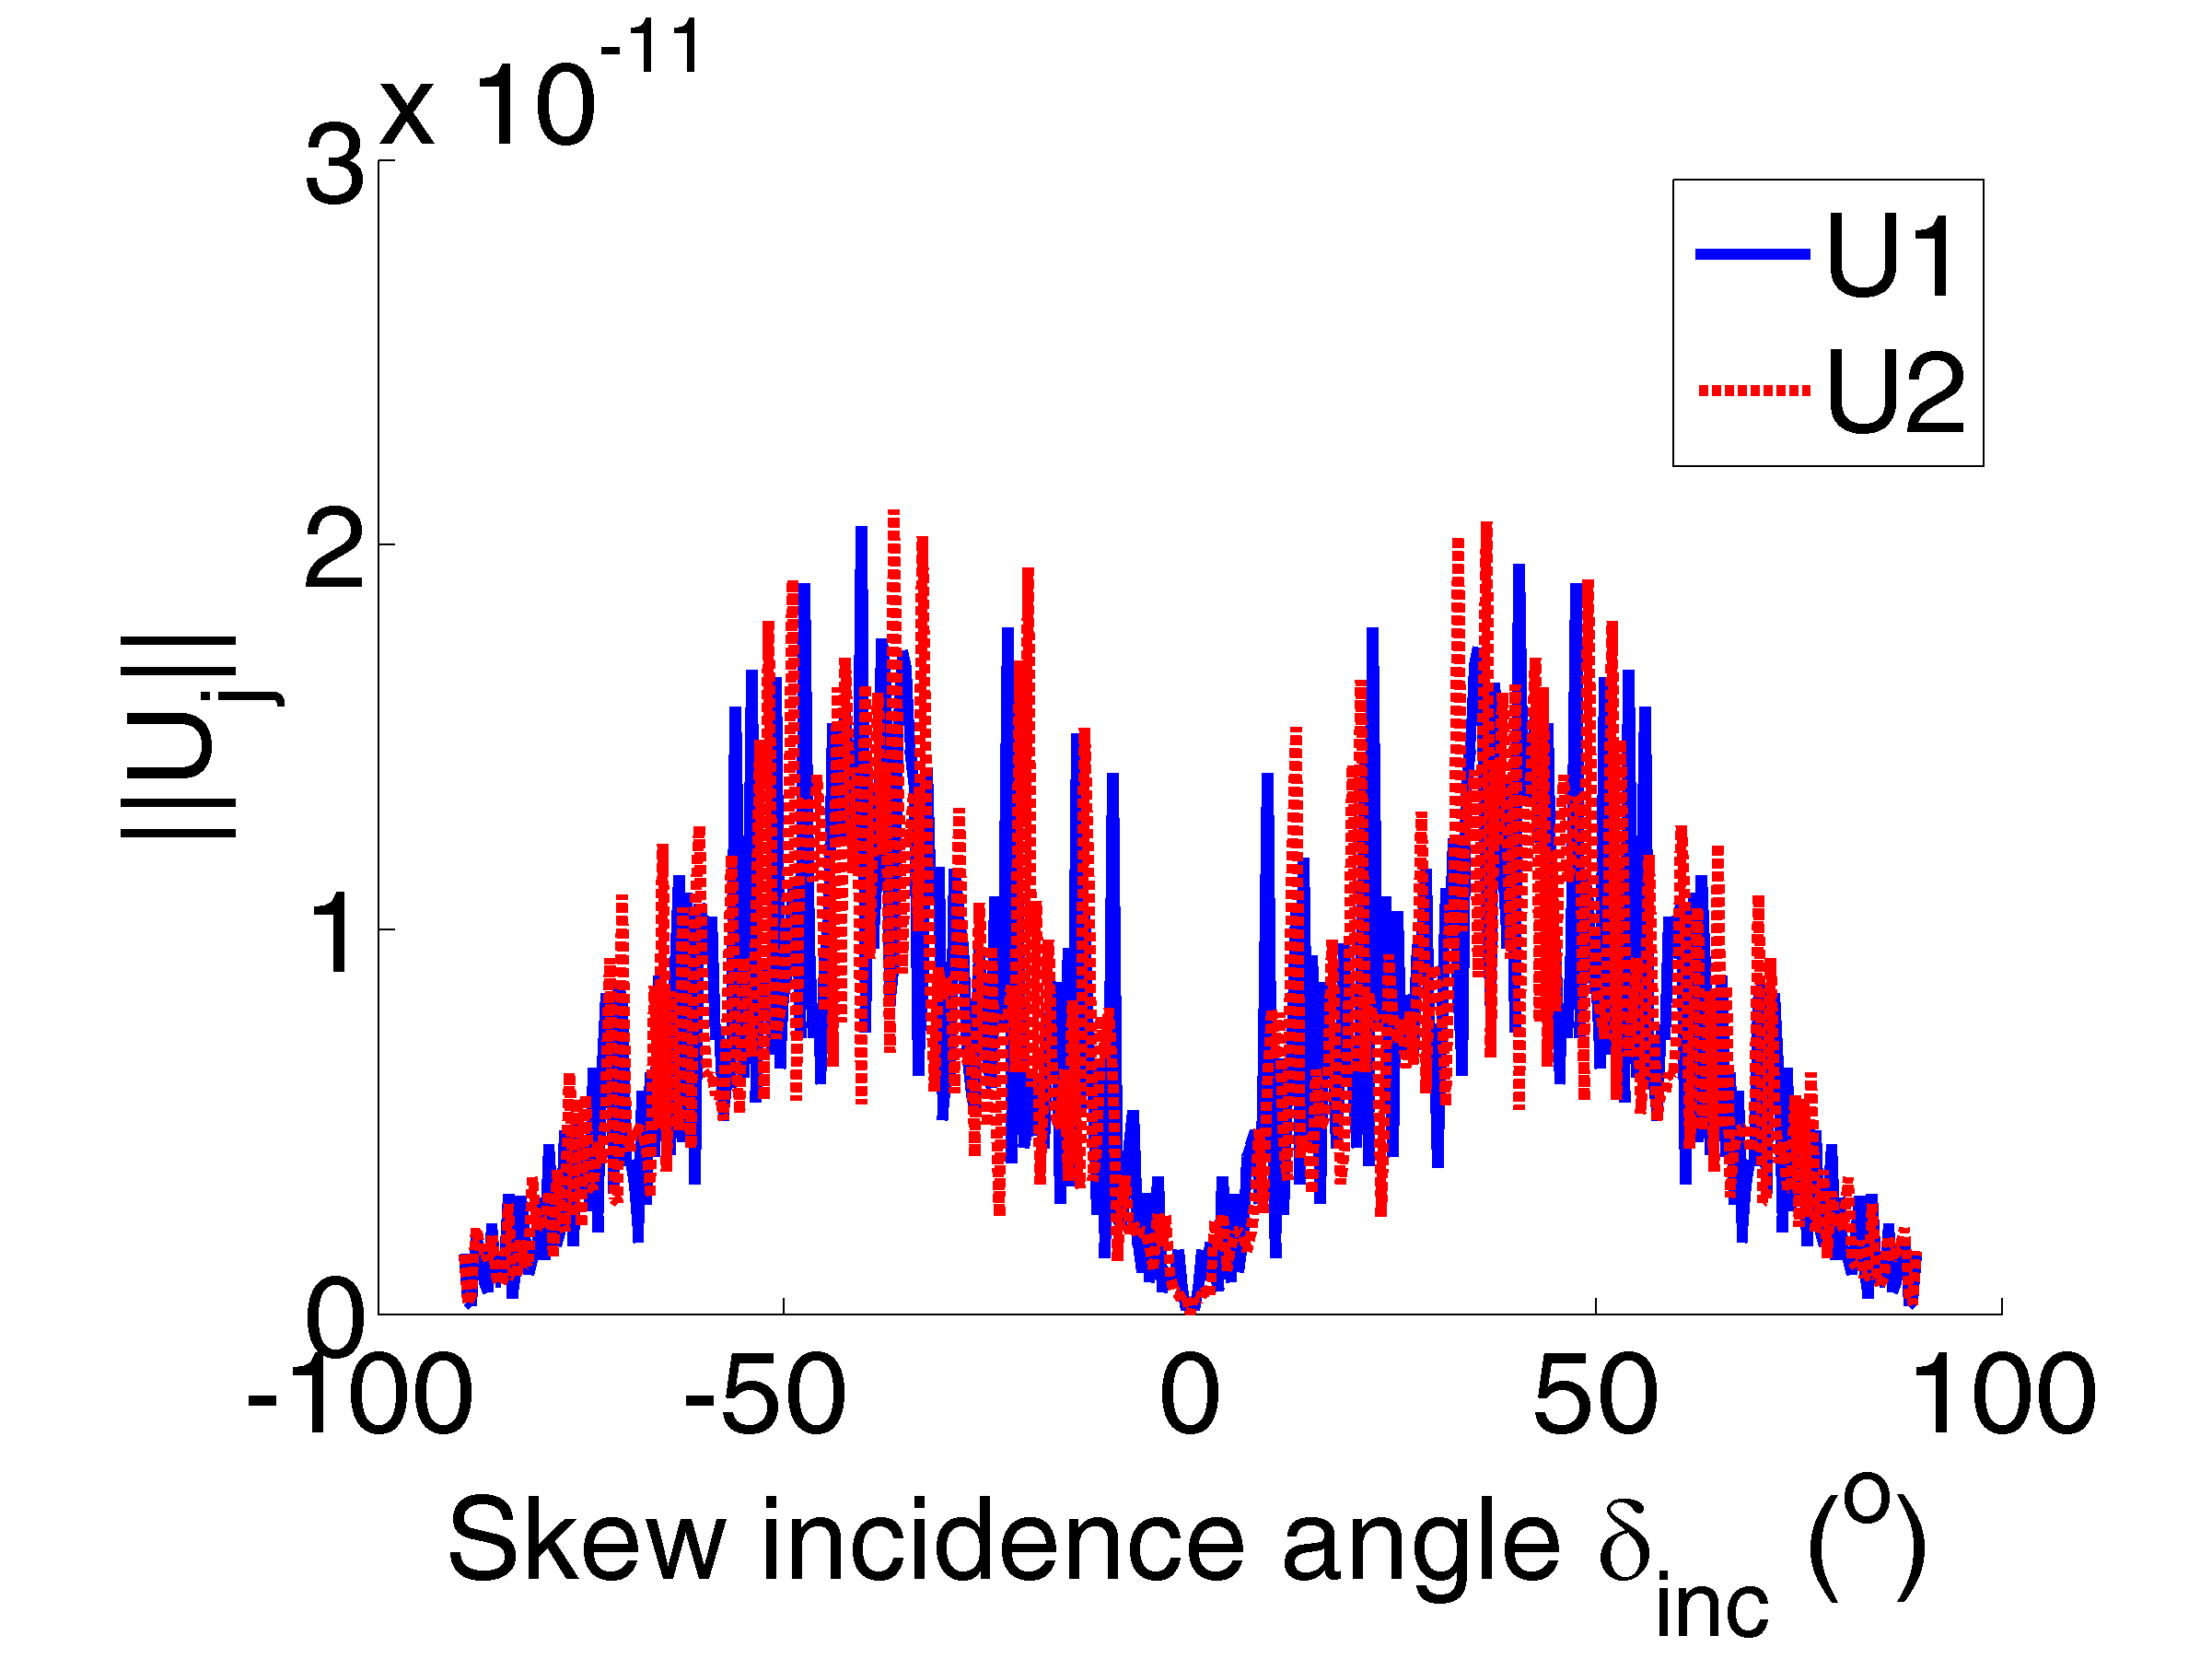 x 10^-11
3
2
1
0
||U_j||
U1
U2
-100 -50 0 50 100
Skew incidence angle δ_inc (^o)